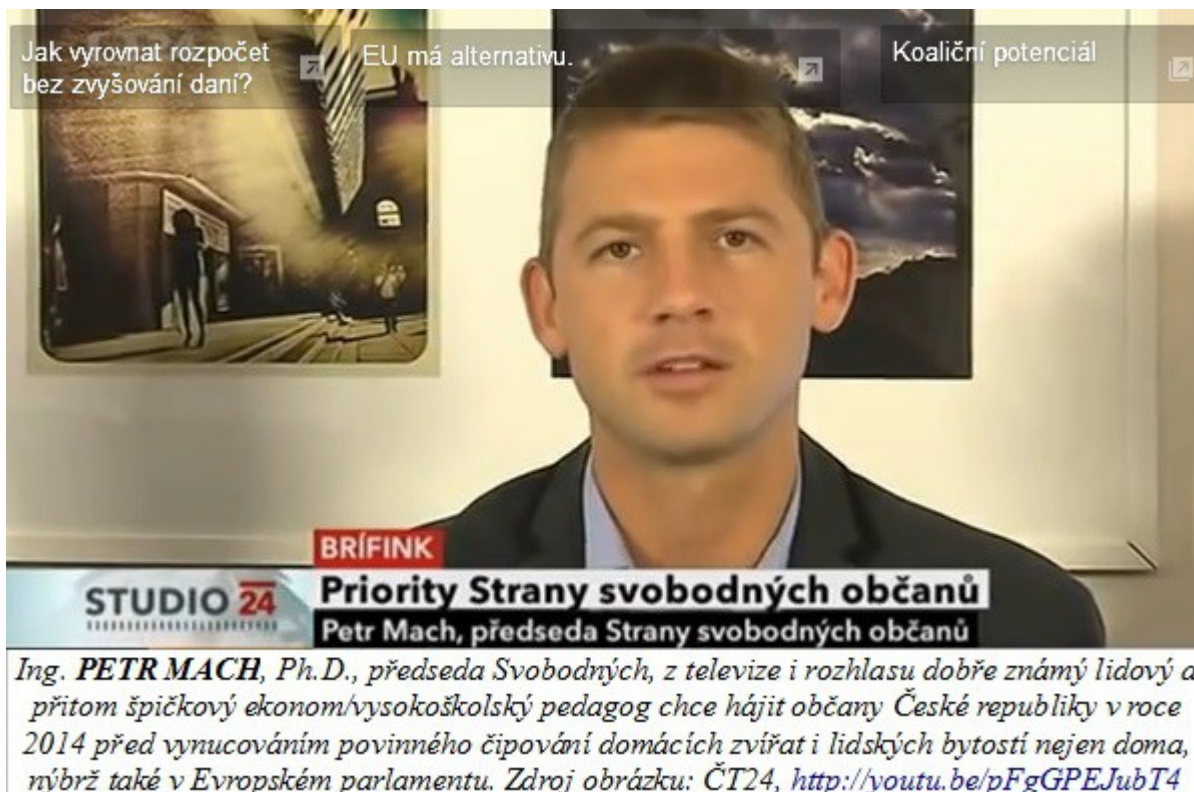 Jak vyrovnat rozpočet
bez zvyšování daní?
EU má alternativu.
Koaliční potenciál
BRÍFINK
STUDIO 24
Priority Strany svobodných občanů
Petr Mach, předseda Strany svobodných občanů
Ing. PETR MACH, Ph.D., předseda Svobodných, z televize i rozhlasu dobře známý lidový a
přitom špičkový ekonom/vysokoškolský pedagog chce hájit občany České republiky v roce
2014 před vynucováním povinného čipování domácích zvířat i lidských bytostí nejen doma,
nýbrž také v Evropském parlamentu. Zdroj obrázku: ČT24, http://youtu.be/pFgGPEJubT4